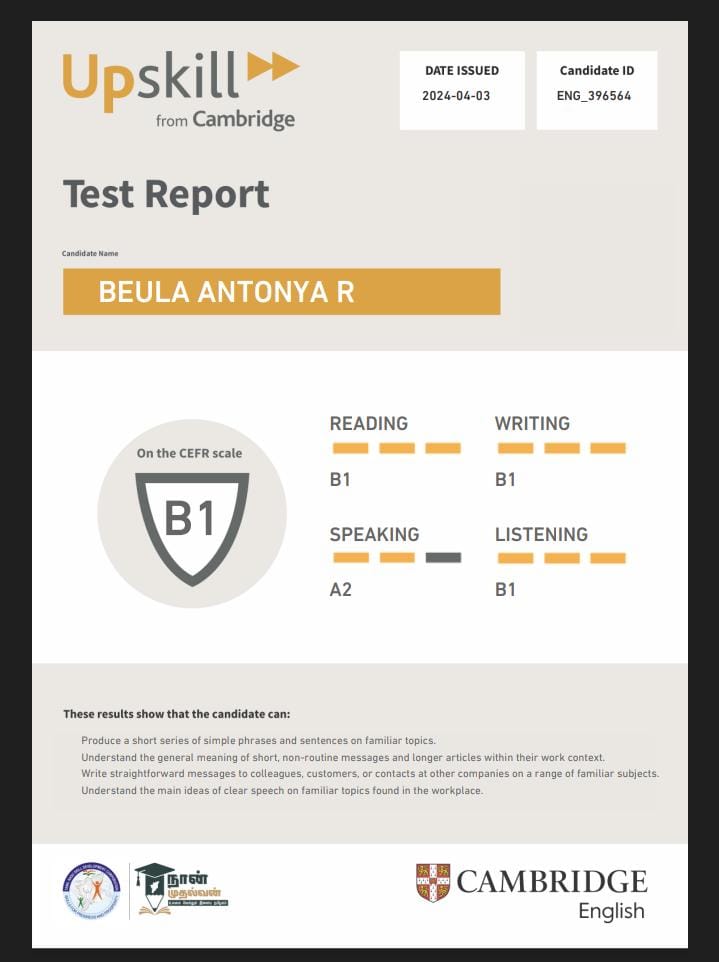 Upskill
from Cambridge
DATE ISSUED
2024-04-03
Candidate ID
ENG_396564
Test Report
Candidate Name
BEULA ANTONYA R
On the CEFR scale
B1
READING
B1
WRITING
B1
SPEAKING
A2
LISTENING
B1
These results show that the candidate can:
Produce a short series of simple phrases and sentences on familiar topics.
Understand the general meaning of short, non-routine messages and longer articles within their work context.
Write straightforward messages to colleagues, customers, or contacts at other companies on a range of familiar subjects.
Understand the main ideas of clear speech on familiar topics found in the workplace.
நான்
முதல்வன்
CAMBRIDGE
English